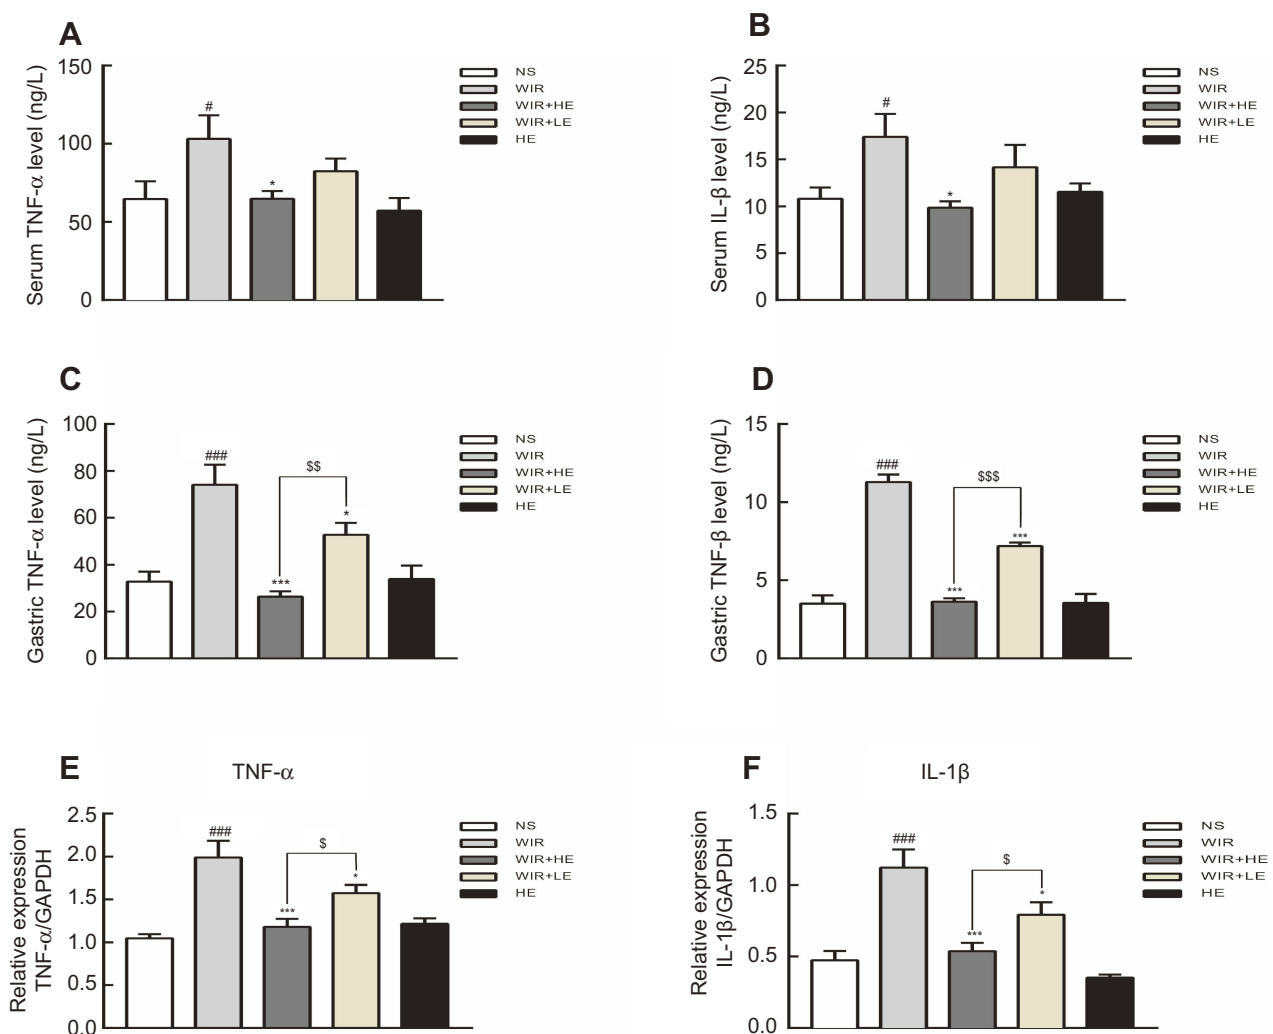 A
Serum TNF-α level (ng/L)
150
100
50
0
#
*
NS
WIR
WIR+HE
WIR+LE
HE
B
Serum IL-β level (ng/L)
25
20
15
10
5
0
#
*
NS
WIR
WIR+HE
WIR+LE
HE
C
Gastric TNF-α level (ng/L)
100
80
60
40
20
0
###
$$
*
***
NS
WIR
WIR+HE
WIR+LE
HE
D
Gastric TNF-β level (ng/L)
15
10
5
0
###
$$$
***
***
NS
WIR
WIR+HE
WIR+LE
HE
E
TNF-α
Relative expression
TNF-α/GAPDH
2.5
2.0
1.5
1.0
0.5
0.0
###
$
*
***
NS
WIR
WIR+HE
WIR+LE
HE
F
IL-1β
Relative expression
IL-1β/GAPDH
1.5
1.0
0.5
0.0
###
$
*
***
NS
WIR
WIR+HE
WIR+LE
HE